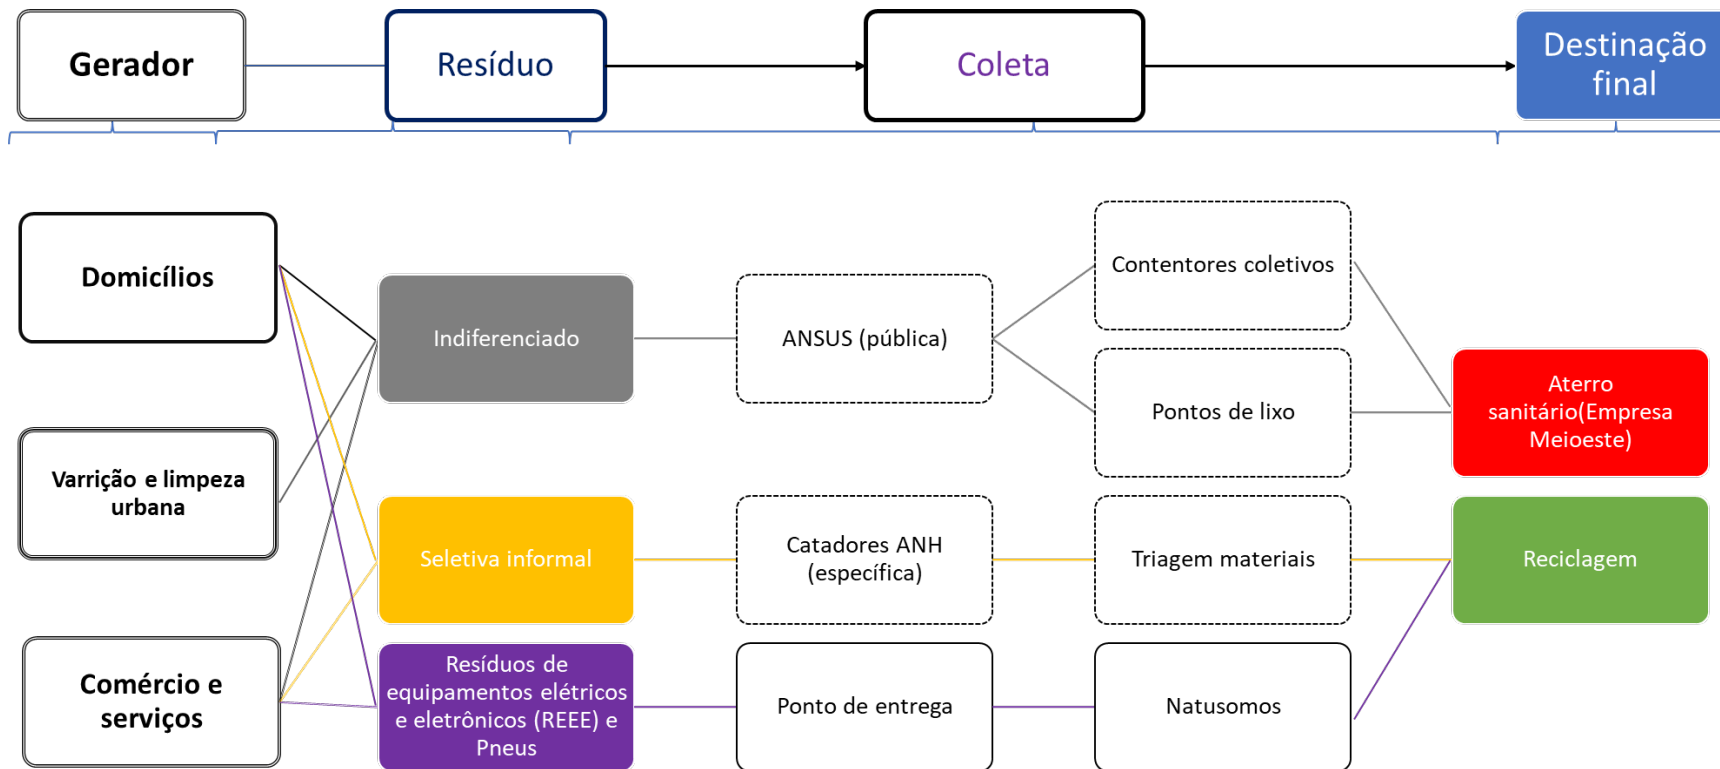 Gerador
Resíduo
Coleta
Destinação
final
Domicílios
Indiferenciado
ANSUS (pública)
Contentores coletivos
Pontos de lixo
Aterro
sanitário(Empresa
Meioeste)
Varrição e limpeza
urbana
Seletiva informal
Catadores ANH
(específica)
Triagem materiais
Reciclagem
Comércio e
serviços
Resíduos de
equipamentos elétricos
e eletrônicos (REEE) e
Pneus
Ponto de entrega
Natusomos